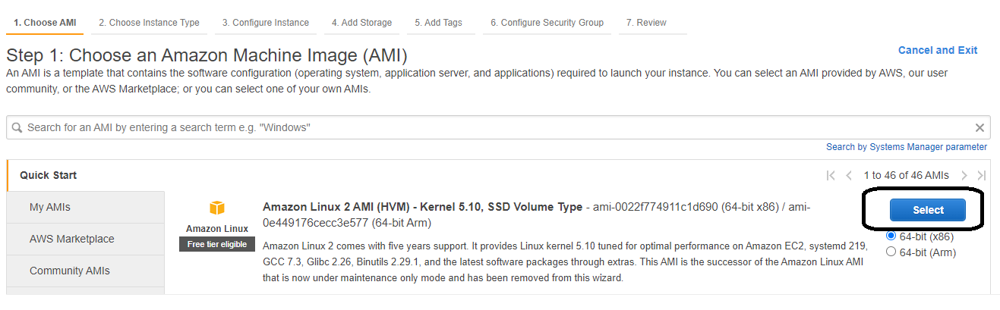 1. Choose AMI 2. Choose Instance Type 3. Configure Instance 4. Add Storage 5. Add Tags 6. Configure Security Group 7. Review
Step 1: Choose an Amazon Machine Image (AMI)
Cancel and Exit
An AMI is a template that contains the software configuration (operating system, application server, and applications) required to launch your instance. You can select an AMI provided by AWS, our user
community, or the AWS Marketplace; or you can select one of your own AMIs.
Search for an AMI by entering a search term e.g. "Windows"
Search by Systems Manager parameter
Quick Start
My AMIs
AWS Marketplace
Community AMIs
1 to 46 of 46 AMIs
Amazon Linux
Free tier eligible
Amazon Linux 2 AMI (HVM) - Kernel 5.10, SSD Volume Type - ami-0022f774911c1d690 (64-bit x86) / ami-
0e449176cecc3e577 (64-bit Arm)
Amazon Linux 2 comes with five years support. It provides Linux kernel 5.10 tuned for optimal performance on Amazon EC2, systemd 219,
GCC 7.3, Glibc 2.26, Binutils 2.29.1, and the latest software packages through extras. This AMI is the successor of the Amazon Linux AMI
that is now under maintenance only mode and has been removed from this wizard.
Select
64-bit (x86)
64-bit (Arm)